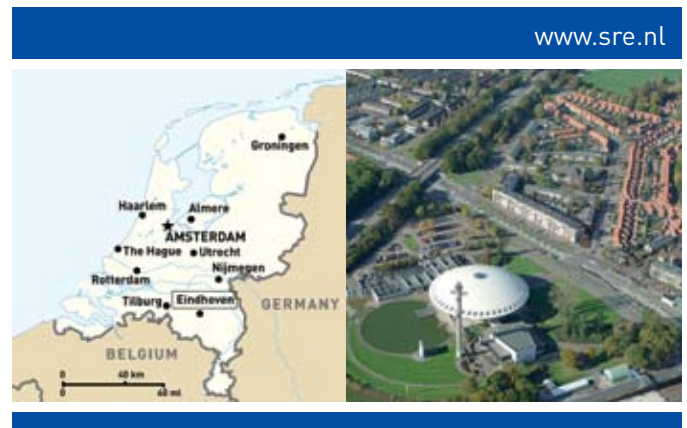 www.sre.nl
Groningen
Haarlem
Almere
AMSTERDAM
The Hague
Utrecht
Rotterdam
Nijmegen
Tilburg
Eindhoven
GERMANY
BELGIUM
0 40 km
0 40 mi